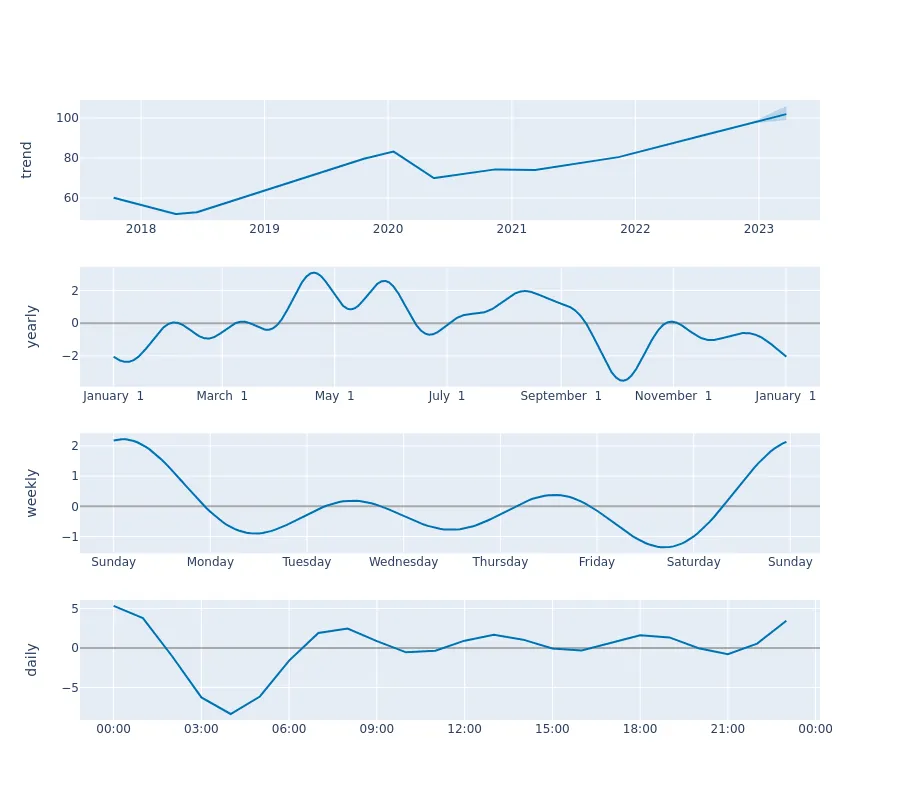 trend
100
80
60
2018 2019 2020 2021 2022 2023
yearly
2
0
−2
January 1 March 1 May 1 July 1 September 1 November 1 January 1
weekly
2
1
0
−1
Sunday Monday Tuesday Wednesday Thursday Friday Saturday Sunday
daily
5
0
−5
00:00 03:00 06:00 09:00 12:00 15:00 18:00 21:00 00:00